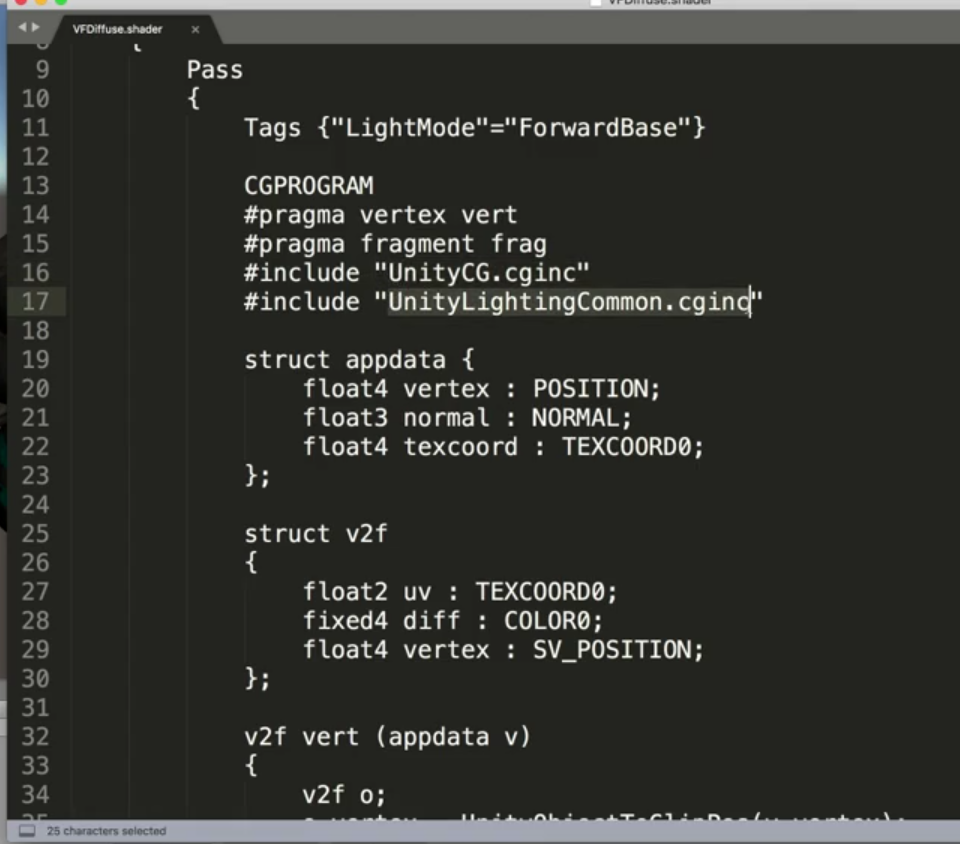 VFDiffuse.shader
VFDiffuse.shader ×
9 Pass
10 {
11 Tags {"LightMode"="ForwardBase"}
12
13 CGPROGRAM
14 #pragma vertex vert
15 #pragma fragment frag
16 #include "UnityCG.cginc"
17 #include "UnityLightingCommon.cginc"
18
19 struct appdata {
20 float4 vertex : POSITION;
21 float3 normal : NORMAL;
22 float4 texcoord : TEXCOORD0;
23 };
24
25 struct v2f
26 {
27 float2 uv : TEXCOORD0;
28 fixed4 diff : COLOR0;
29 float4 vertex : SV_POSITION;
30 };
31
32 v2f vert (appdata v)
33 {
34 v2f o;
35 o.vertex = UnityObjectToClipPos(v.vertex);
25 characters selected